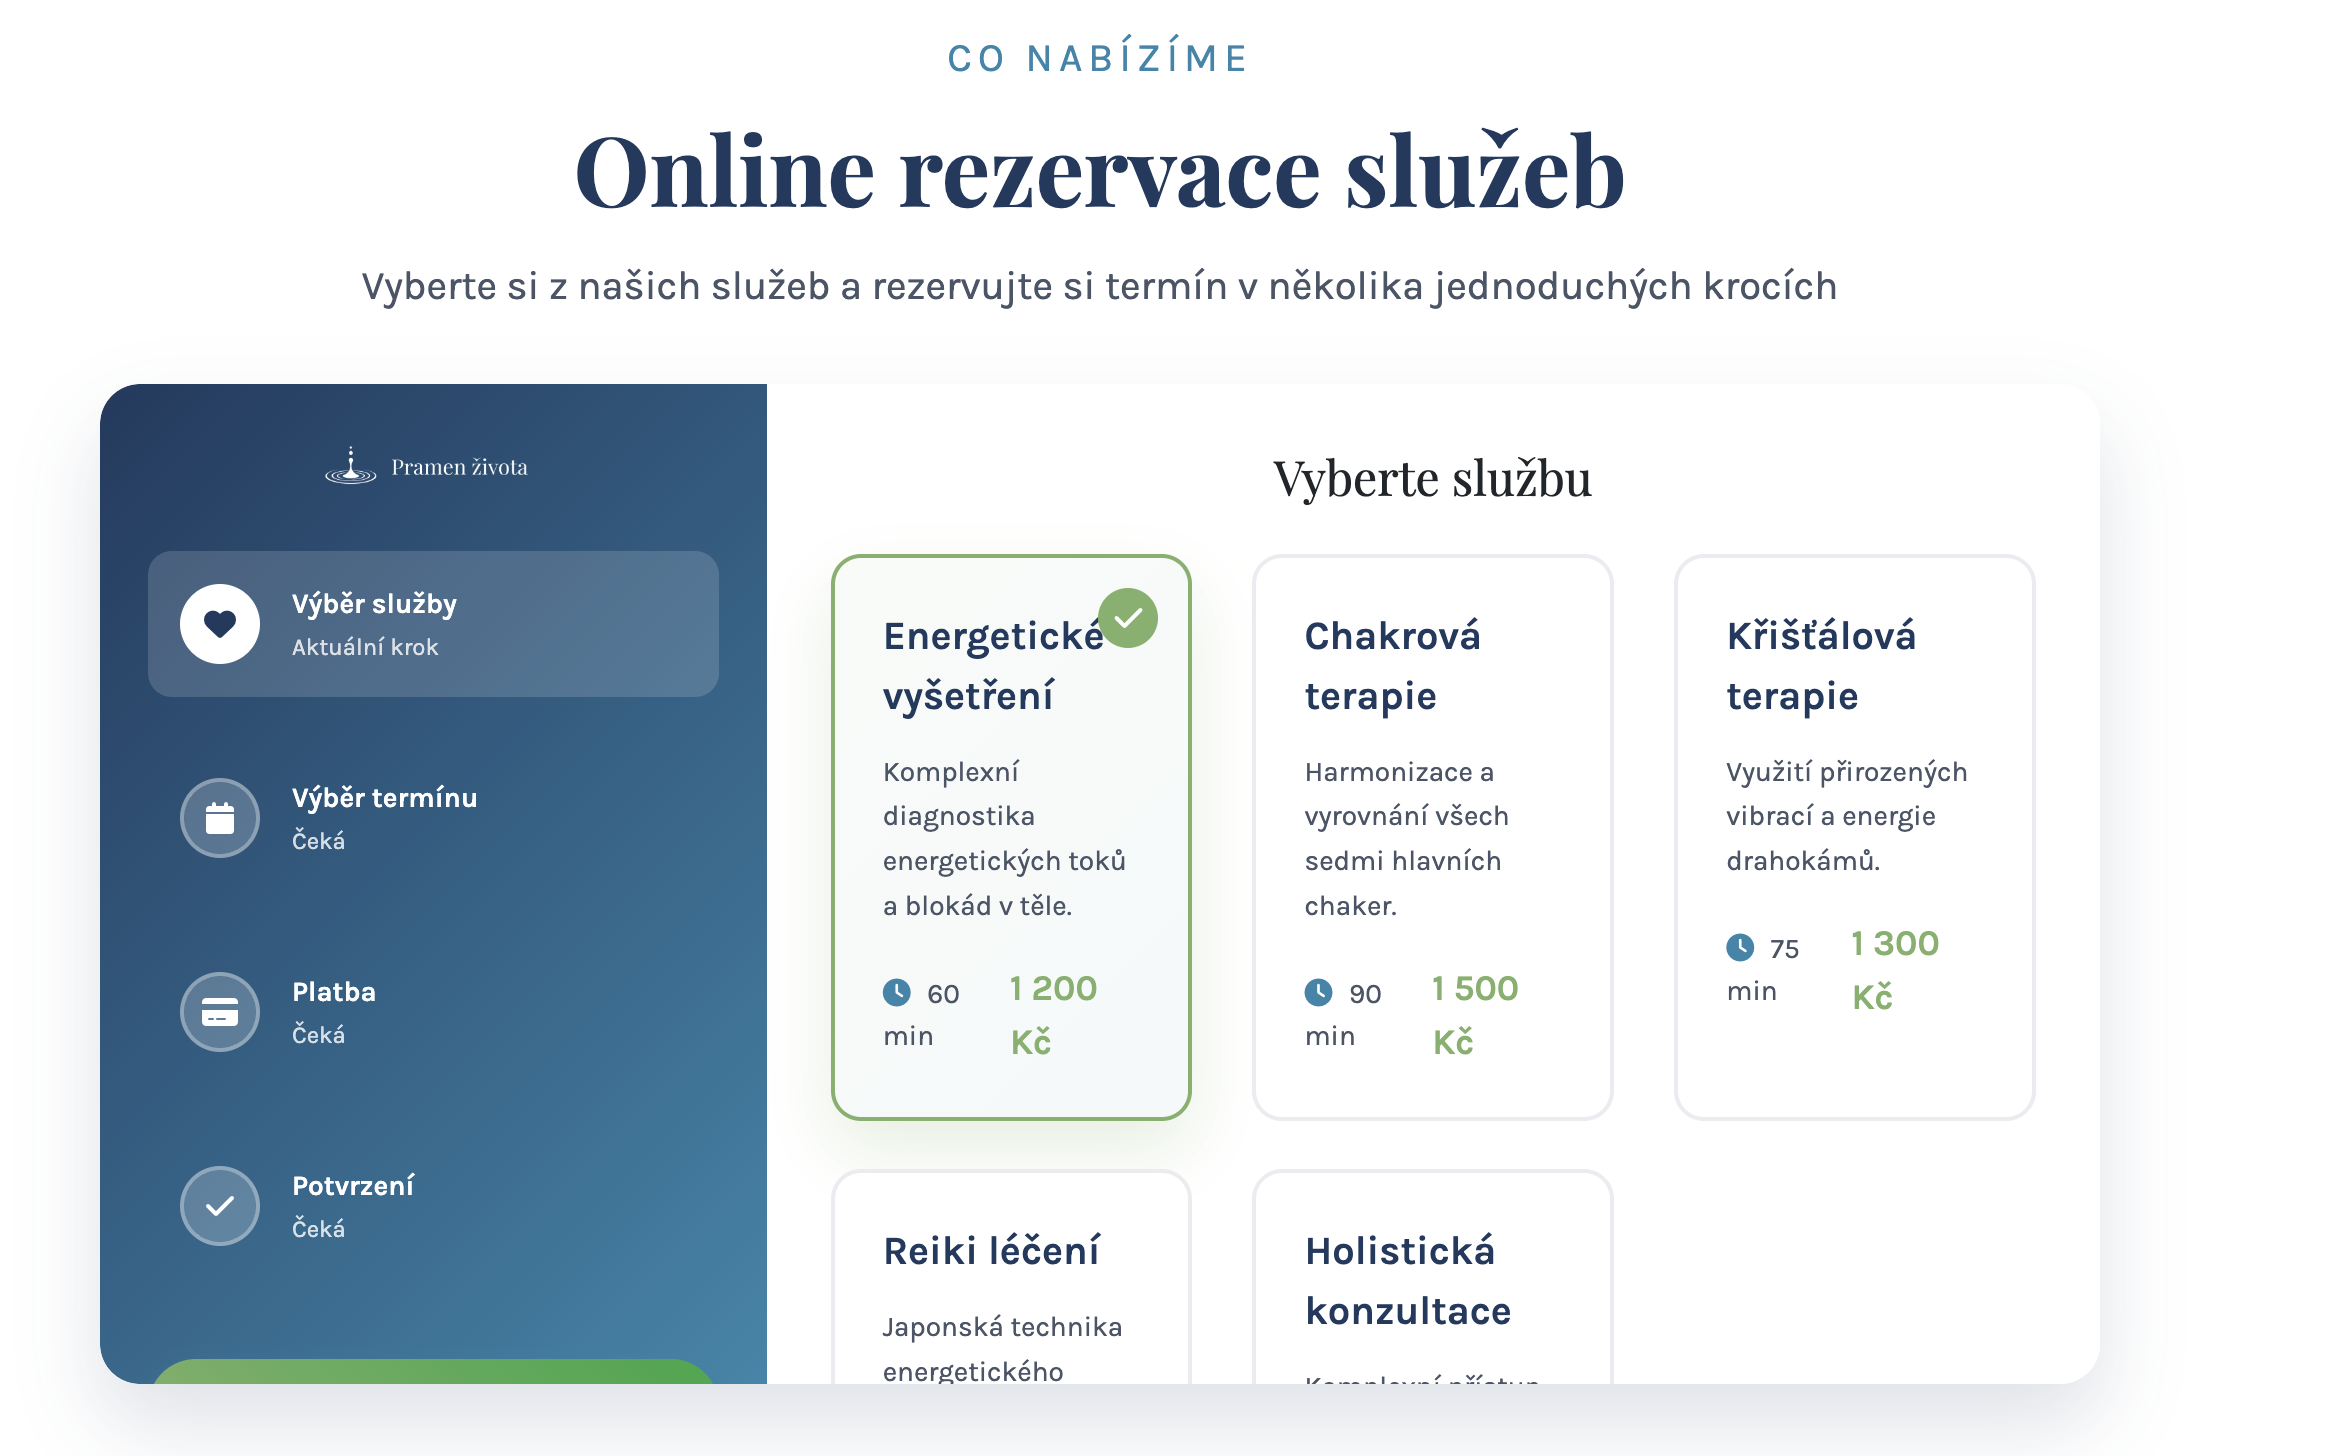 CO NABÍZÍME
Online rezervace služeb
Vyberte si z našich služeb a rezervujte si termín v několika jednoduchých krocích
Pramen života
Výběr služby
Aktuální krok
Výběr termínu
Čeká
Platba
Čeká
Potvrzení
Čeká
Vyberte službu
Energetické
vyšetření
Komplexní
diagnostika
energetických toků
a blokád v těle.
60
min
1 200
Kč
Chakrová
terapie
Harmonizace a
vyrovnání všech
sedmi hlavních
chaker.
90
min
1 500
Kč
Křišťálová
terapie
Využití přirozených
vibrací a energie
drahokámů.
75
min
1 300
Kč
Reiki léčení
Japonská technika
energetického
Holistická
konzultace
Komplexní přístup